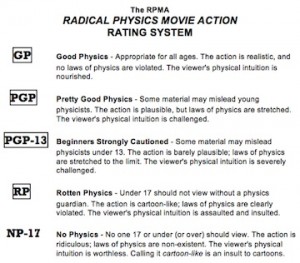 The RPMA
RADICAL PHYSICS MOVIE ACTION
RATING SYSTEM
GP
Good Physics - Appropriate for all ages. The action is realistic, and
no laws of physics are violated. The viewer's physical intuition is
nourished.
PGP
Pretty Good Physics - Some material may mislead young
physicists. The action is plausible, but laws of physics are stretched.
The viewer's physical intuition is challenged.
PGP-13
Beginners Strongly Cautioned - Some material may mislead
physicists under 13. The action is barely plausible; laws of physics
are stretched to the limit. The viewer's physical intuition is severely
challenged.
RP
Rotten Physics - Under 17 should not view without a physics
guardian. The action is cartoon-like; laws of physics are clearly
violated. The viewer's physical intuition is assaulted and insulted.
NP-17
No Physics - No one 17 or under (or over) should view. The action is
ridiculous; laws of physics are non-existent. The viewer's physical
intuition is worthless. Calling it cartoon-like is an insult to cartoons.